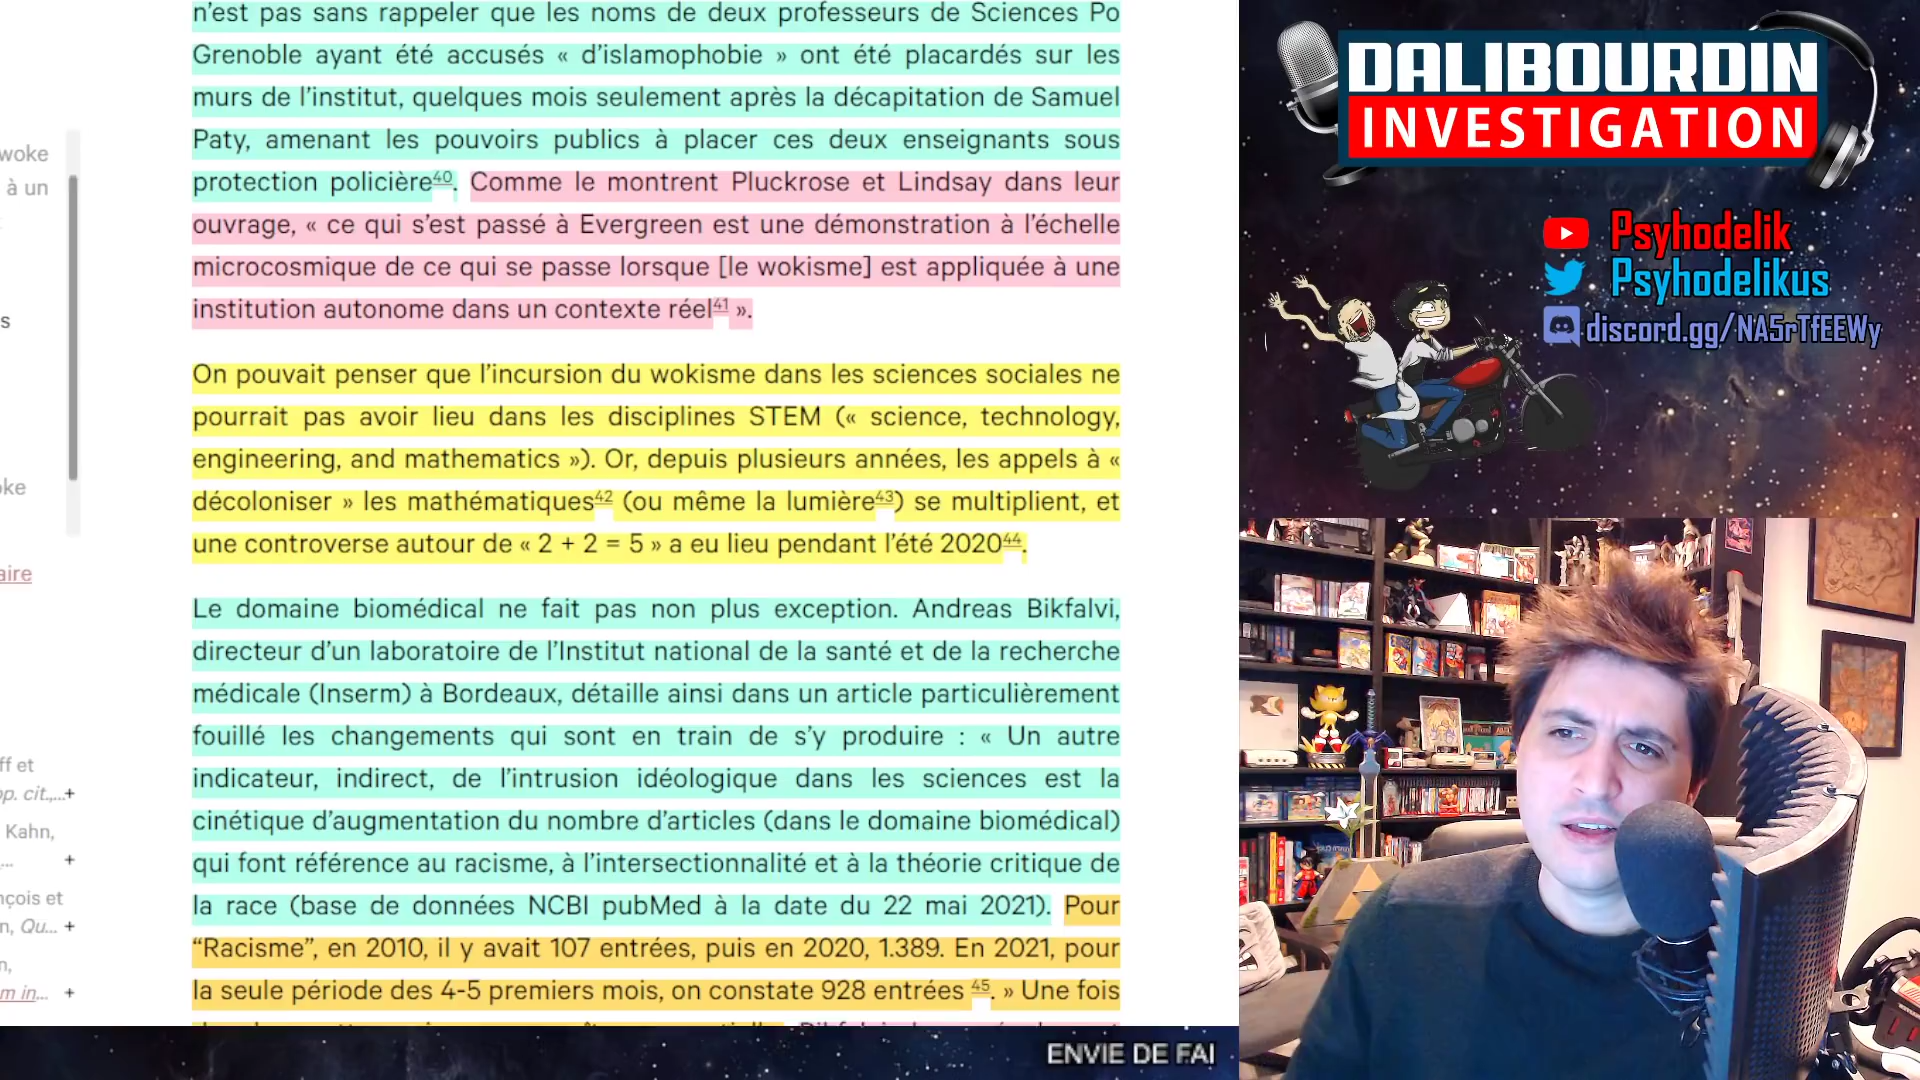 n’est pas sans rappeler que les noms de deux professeurs de Sciences Po
Grenoble ayant été accusés « d’islamophobie » ont été placardés sur les
murs de l’institut, quelques mois seulement après la décapitation de Samuel
Paty, amenant les pouvoirs publics à placer ces deux enseignants sous
protection policière40. Comme le montrent Pluckrose et Lindsay dans leur
ouvrage, « ce qui s’est passé à Evergreen est une démonstration à l’échelle
microcosmique de ce qui se passe lorsque [le wokisme] est appliquée à une
institution autonome dans un contexte réel41 ».
On pouvait penser que l’incursion du wokisme dans les sciences sociales ne
pourrait pas avoir lieu dans les disciplines STEM (« science, technology,
engineering, and mathematics »). Or, depuis plusieurs années, les appels à «
décoloniser » les mathématiques42 (ou même la lumière43) se multiplient, et
une controverse autour de « 2 + 2 = 5 » a eu lieu pendant l’été 202044.
Le domaine biomédical ne fait pas non plus exception. Andreas Bikfalvi,
directeur d’un laboratoire de l’Institut national de la santé et de la recherche
médicale (Inserm) à Bordeaux, détaille ainsi dans un article particulièrement
fouillé les changements qui sont en train de s’y produire : « Un autre
indicateur, indirect, de l’intrusion idéologique dans les sciences est la
cinétique d’augmentation du nombre d’articles (dans le domaine biomédical)
qui font référence au racisme, à l’intersectionnalité et à la théorie critique de
la race (base de données NCBI pubMed à la date du 22 mai 2021). Pour
“Racisme”, en 2010, il y avait 107 entrées, puis en 2020, 1.389. En 2021, pour
la seule période des 4-5 premiers mois, on constate 928 entrées 45. » Une fois
woke
à un
s
oke
aire
ff et
op. cit.,...+
Kahn,
... +
nçois et
n, Qu... +
n,
m in... +
DALIBOURDIN
INVESTIGATION
Psyhodelik
Psyhodelikus
discord.gg/NA5rTfEEWy
ENVIE DE FAI